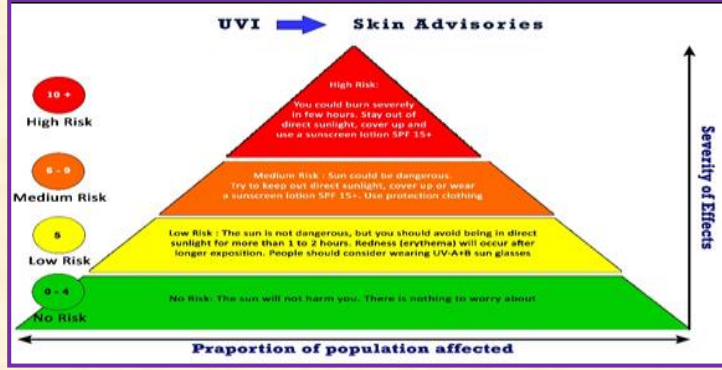 UVI Skin Advisories
10 +
High Risk
High Risk:
You could burn severely
in few hours. Stay out of
direct sunlight, cover up and
use a sunscreen lotion SPF 15+
6 - 9
Medium Risk
Medium Risk : Sun could be dangerous.
Try to keep out direct sunlight, cover up or wear
a sunscreen lotion SPF 15+. Use protection clothing
5
Low Risk
Low Risk : The sun is not dangerous, but you should avoid being in direct
sunlight for more than 1 to 2 hours. Redness (erythema) will occur after
longer exposition. People should consider wearing UV-A+B sun glasses
0 - 4
No Risk
No Risk: The sun will not harm you. There is nothing to worry about
Severity of Effects
Praportion of population affected